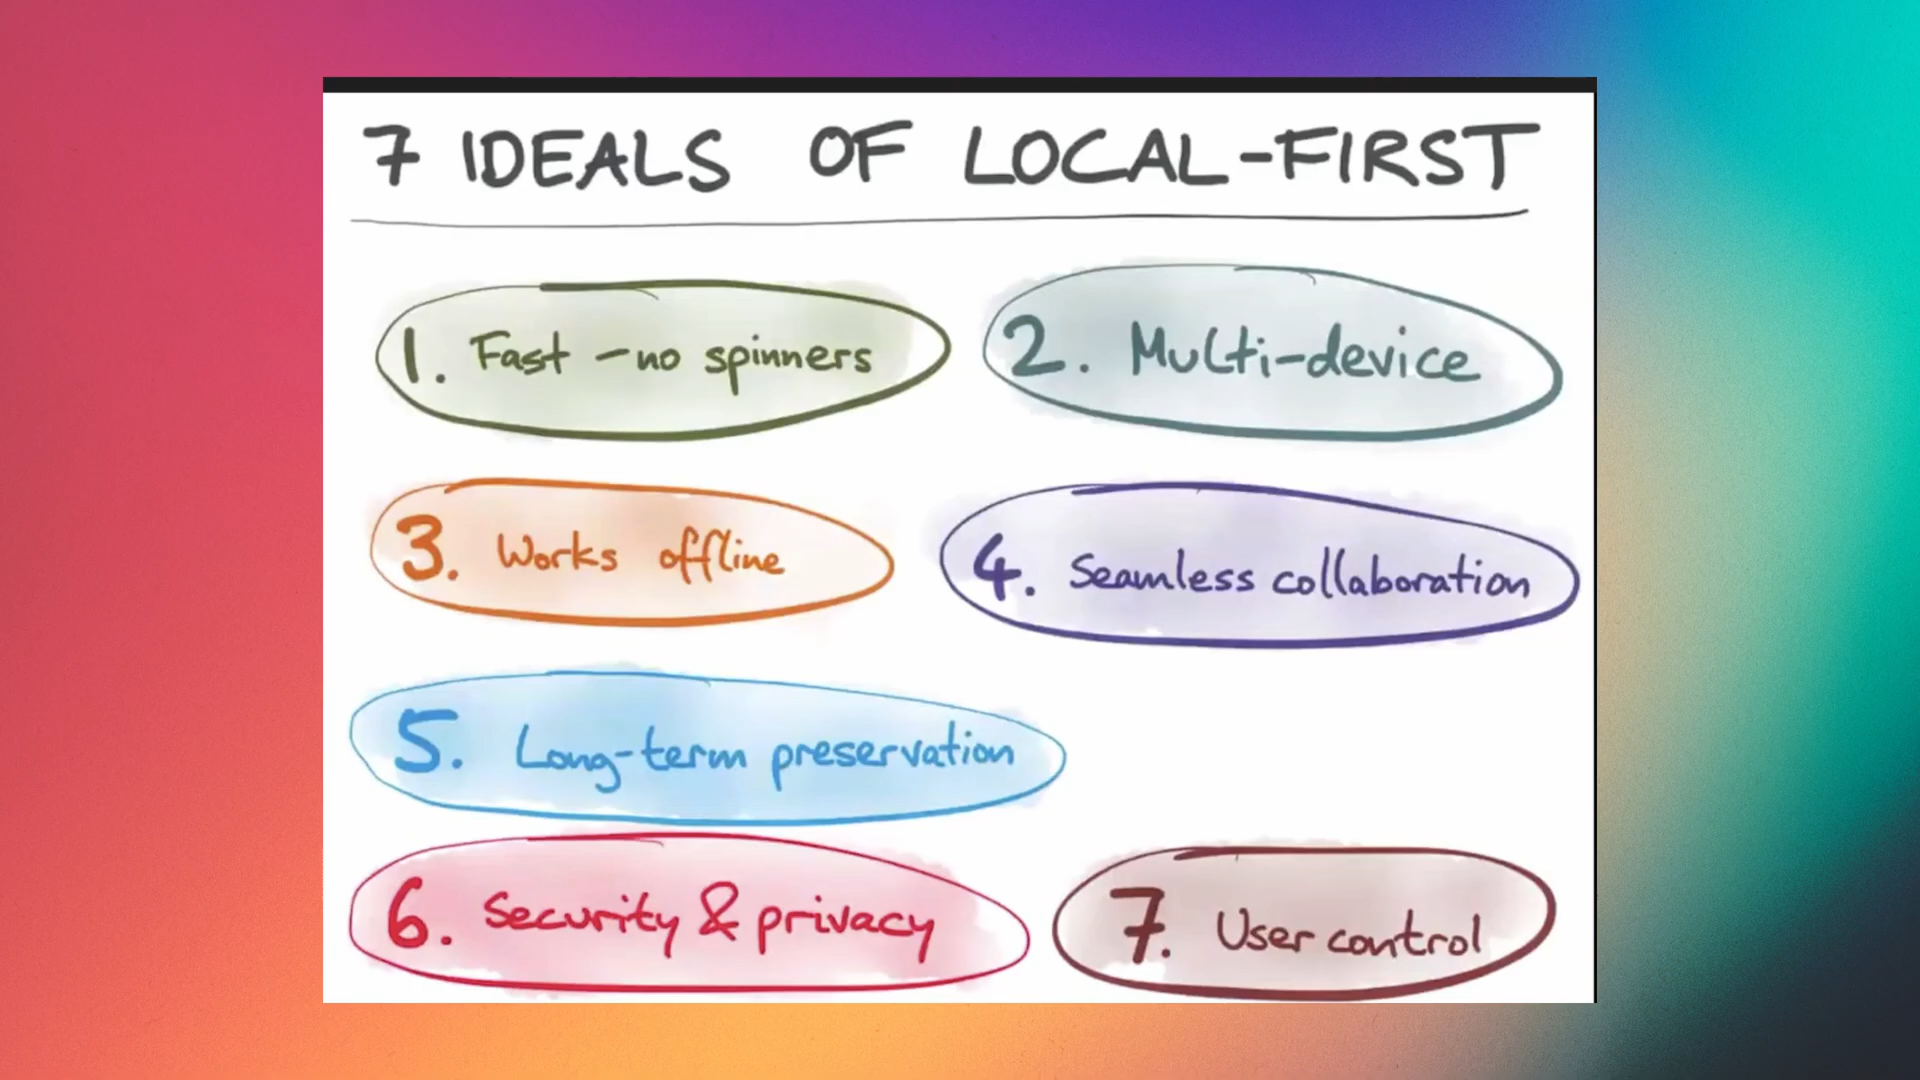 7 IDEALS OF LOCAL-FIRST
1. Fast - no spinners
2. Multi-device
3. Works offline
4. Seamless collaboration
5. Long-term preservation
6. Security & privacy
7. User control